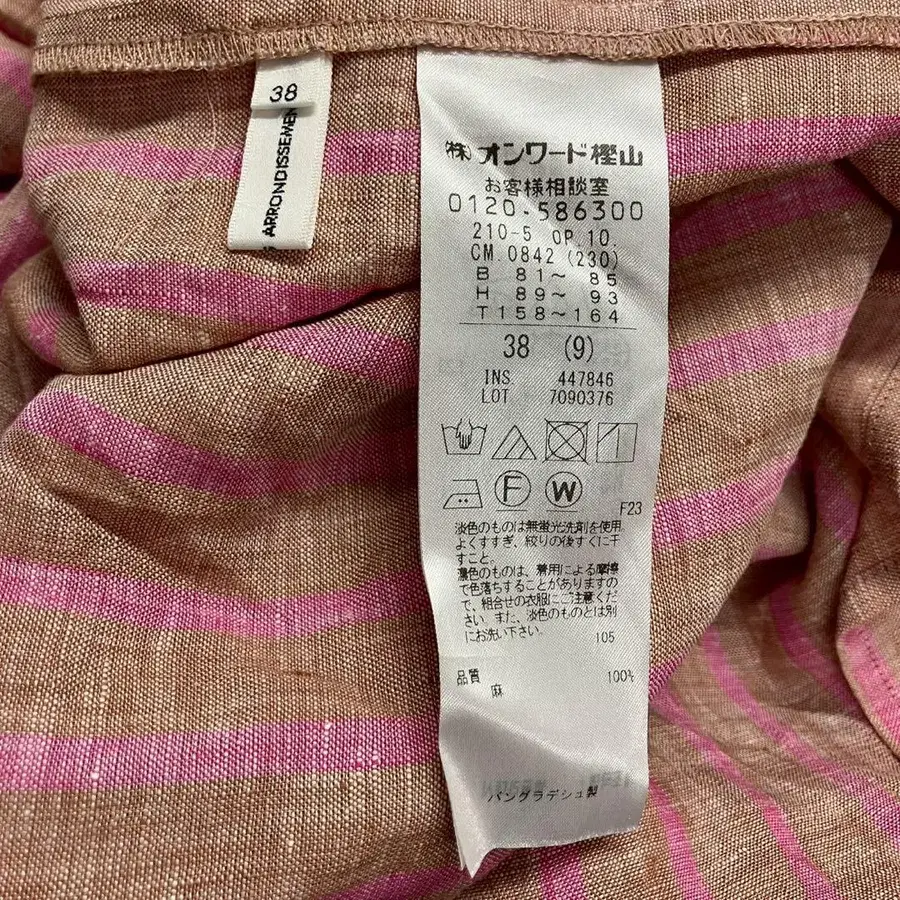 38
ARRONDISSEMEN
(株)オンワード樫山
お客様相談室
0120-586300
210-5 OP.10.
CM.0842 (230)
B 81～ 85
H 89～ 93
T 158～164
38 (9)
INS. 447846
LOT 7090376
F W
F23
淡色のものは無蛍光洗剤を使用
よくすすぎ、絞りの後すぐに干
すこと。
濃色のものは、着用による摩擦
で色落ちすることがありますの
で、組合せの衣服にご注意くだ
さい。また、淡色のものとは別
にお洗い下さい。 105
品質 100%
麻
バングラデシュ製